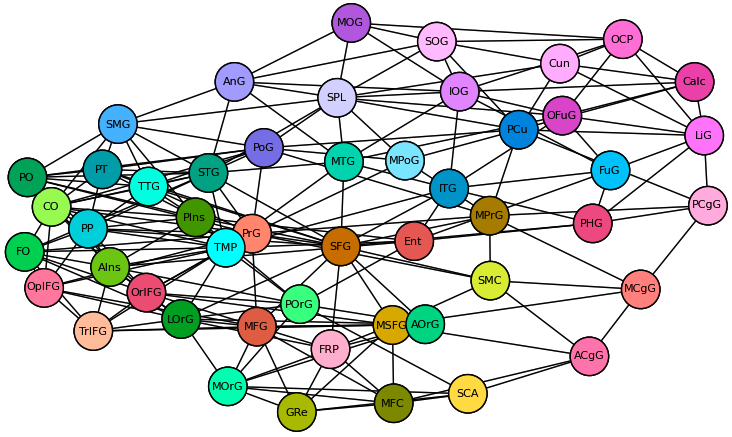 MOG
SOG
OCP
Cun
AnG
SPL
IOG
Calc
OFuG
SMG
PCu
LiG
PoG
MTG
MPoG
PO
PT
TTG
STG
ITG
FuG
CO
PIns
MPrG
PCgG
PP
PrG
PHG
FO
TMP
SFG
Ent
AIns
OpIFG
OrIFG
SMC
MCgG
TrIFG
LOrG
POrG
MFG
MSFG
AOrG
FRP
ACgG
MOrG
SCA
GRe
MFC